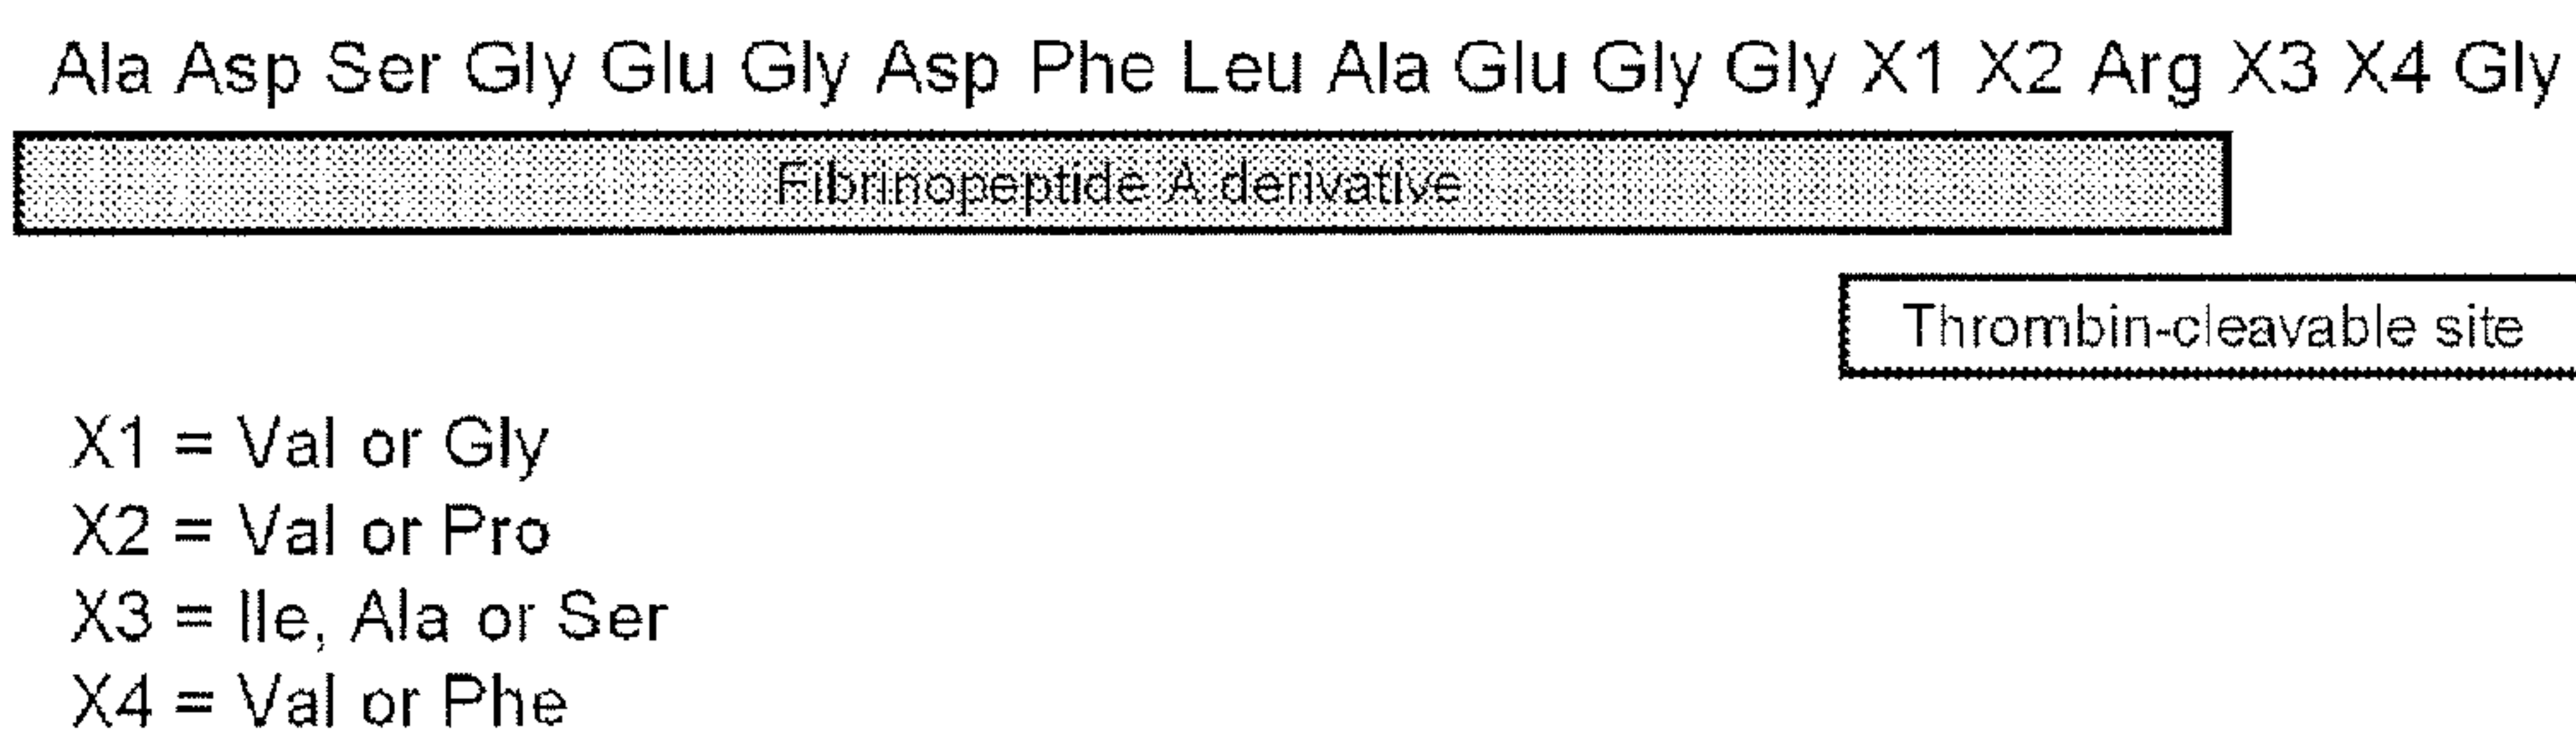 Ala Asp Ser Gly Glu Gly Asp Phe Leu Ala Glu Gly Gly X1 X2 Arg X3 X4 Gly
Fibrinopeptide A derivative
Thrombin-cleavable site
X1 = Val or Gly
X2 = Val or Pro
X3 = Ile, Ala or Ser
X4 = Val or Phe